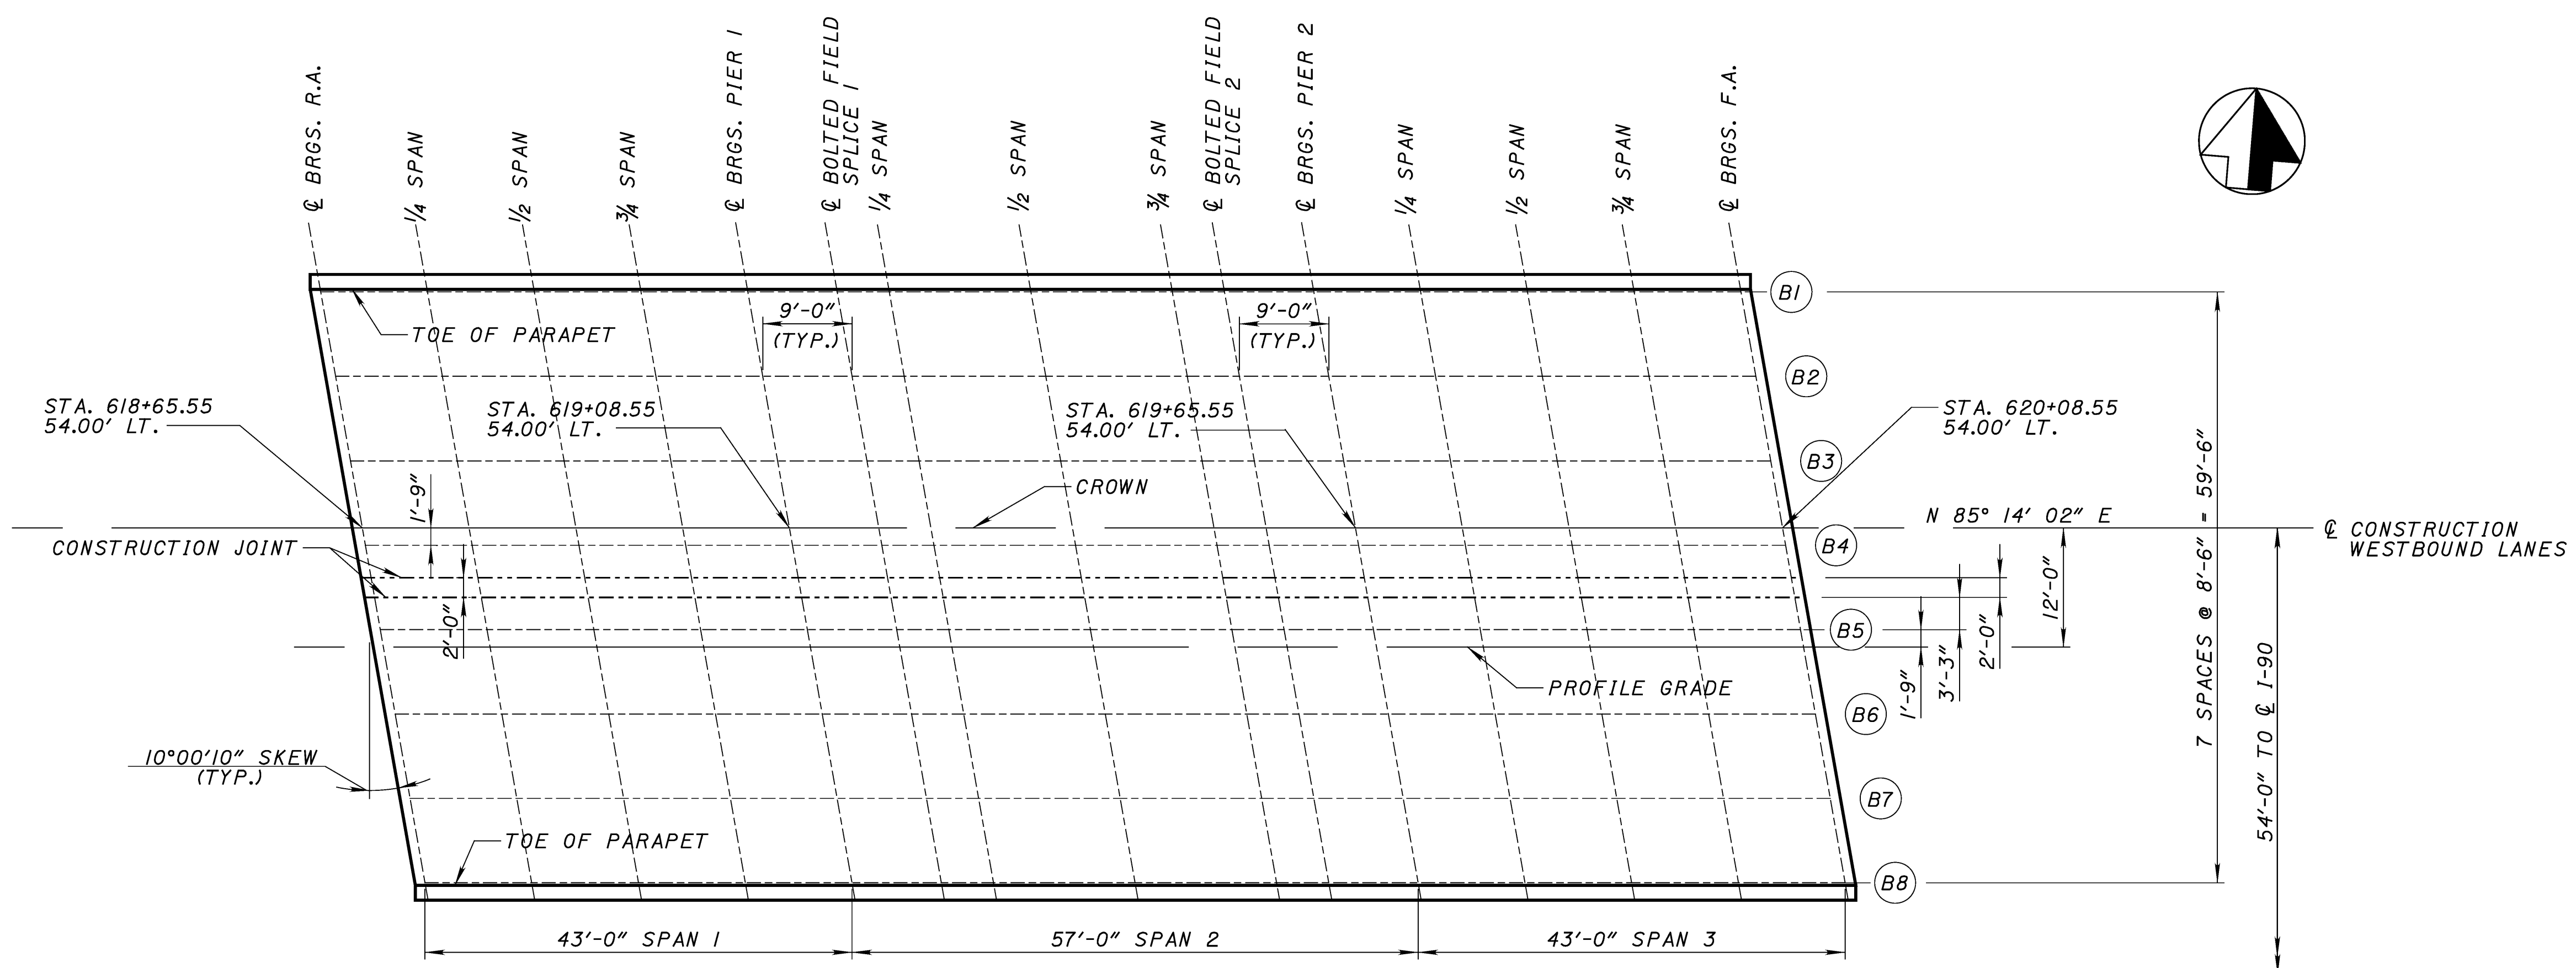 ℄ BRGS. R.A.
¼ SPAN
½ SPAN
¾ SPAN
℄ BRGS. PIER 1
℄ BOLTED FIELD
SPLICE 1
¼ SPAN
½ SPAN
¾ SPAN
℄ BOLTED FIELD
SPLICE 2
℄ BRGS. PIER 2
¼ SPAN
½ SPAN
¾ SPAN
℄ BRGS. F.A.
B1
TOE OF PARAPET
9'-0"
(TYP.)
9'-0"
(TYP.)
B2
STA. 618+65.55
54.00' LT.
STA. 619+08.55
54.00' LT.
STA. 619+65.55
54.00' LT.
STA. 620+08.55
54.00' LT.
B3
1'-9"
CROWN
N 85° 14' 02" E
℄ CONSTRUCTION
WESTBOUND LANES
CONSTRUCTION JOINT
B4
2'-0"
B5
12'-0"
2'-0"
3'-3"
1'-9"
7 SPACES @ 8'-6" = 59'-6"
54'-0" TO ℄ I-90
PROFILE GRADE
B6
10°00'10" SKEW
(TYP.)
B7
TOE OF PARAPET
B8
43'-0" SPAN 1
57'-0" SPAN 2
43'-0" SPAN 3